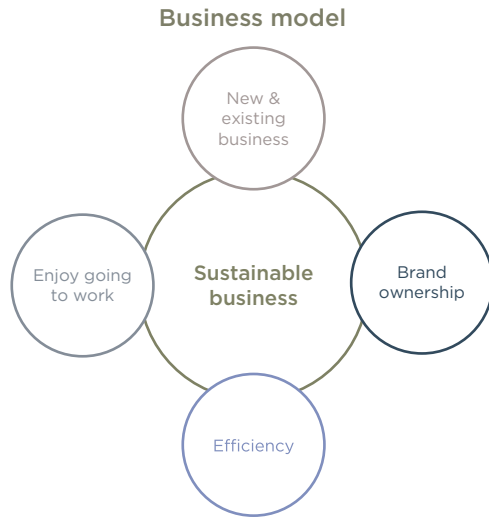 Business model
New &
existing
business
Enjoy going
to work
Sustainable
business
Brand
ownership
Efficiency